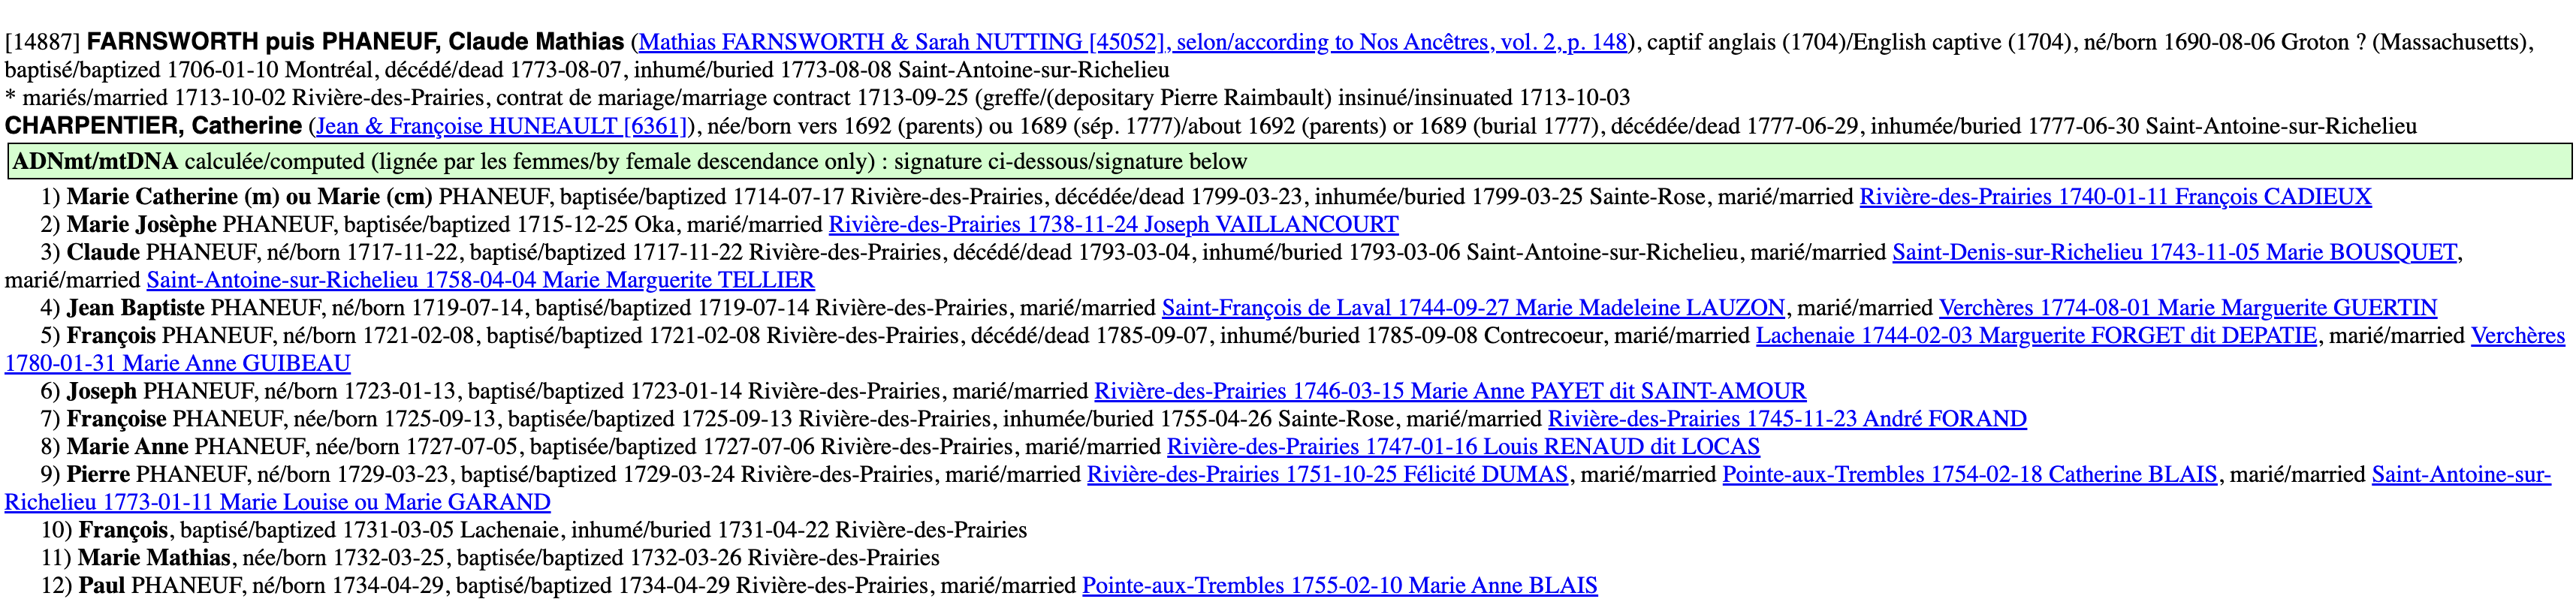 [14887] FARNSWORTH puis PHANEUF, Claude Mathias (Mathias FARNSWORTH & Sarah NUTTING [45052], selon/according to Nos Ancêtres, vol. 2, p. 148), captif anglais (1704)/English captive (1704), né/born 1690-08-06 Groton ? (Massachusetts),
baptisé/baptized 1706-01-10 Montréal, décédé/dead 1773-08-07, inhumé/buried 1773-08-08 Saint-Antoine-sur-Richelieu
* mariés/married 1713-10-02 Rivière-des-Prairies, contrat de mariage/marriage contract 1713-09-25 (greffe/(depositary Pierre Raimbault) insinué/insinuated 1713-10-03
CHARPENTIER, Catherine (Jean & Françoise HUNEAULT [6361]), née/born vers 1692 (parents) ou 1689 (sép. 1777)/about 1692 (parents) or 1689 (burial 1777), décédée/dead 1777-06-29, inhumée/buried 1777-06-30 Saint-Antoine-sur-Richelieu
ADNmt/mtDNA calculée/computed (lignée par les femmes/by female descendance only) : signature ci-dessous/signature below
1) Marie Catherine (m) ou Marie (cm) PHANEUF, baptisée/baptized 1714-07-17 Rivière-des-Prairies, décédée/dead 1799-03-23, inhumée/buried 1799-03-25 Sainte-Rose, marié/married Rivière-des-Prairies 1740-01-11 François CADIEUX
2) Marie Josèphe PHANEUF, baptisée/baptized 1715-12-25 Oka, marié/married Rivière-des-Prairies 1738-11-24 Joseph VAILLANCOURT
3) Claude PHANEUF, né/born 1717-11-22, baptisé/baptized 1717-11-22 Rivière-des-Prairies, décédé/dead 1793-03-04, inhumé/buried 1793-03-06 Saint-Antoine-sur-Richelieu, marié/married Saint-Denis-sur-Richelieu 1743-11-05 Marie BOUSQUET,
marié/married Saint-Antoine-sur-Richelieu 1758-04-04 Marie Marguerite TELLIER
4) Jean Baptiste PHANEUF, né/born 1719-07-14, baptisé/baptized 1719-07-14 Rivière-des-Prairies, marié/married Saint-François de Laval 1744-09-27 Marie Madeleine LAUZON, marié/married Verchères 1774-08-01 Marie Marguerite GUERTIN
5) François PHANEUF, né/born 1721-02-08, baptisé/baptized 1721-02-08 Rivière-des-Prairies, décédé/dead 1785-09-07, inhumé/buried 1785-09-08 Contrecoeur, marié/married Lachenaie 1744-02-03 Marguerite FORGET dit DEPATIE, marié/married Verchères
1780-01-31 Marie Anne GUIBEAU
6) Joseph PHANEUF, né/born 1723-01-13, baptisé/baptized 1723-01-14 Rivière-des-Prairies, marié/married Rivière-des-Prairies 1746-03-15 Marie Anne PAYET dit SAINT-AMOUR
7) Françoise PHANEUF, née/born 1725-09-13, baptisée/baptized 1725-09-13 Rivière-des-Prairies, inhumée/buried 1755-04-26 Sainte-Rose, marié/married Rivière-des-Prairies 1745-11-23 André FORAND
8) Marie Anne PHANEUF, née/born 1727-07-05, baptisée/baptized 1727-07-06 Rivière-des-Prairies, marié/married Rivière-des-Prairies 1747-01-16 Louis RENAUD dit LOCAS
9) Pierre PHANEUF, né/born 1729-03-23, baptisé/baptized 1729-03-24 Rivière-des-Prairies, marié/married Rivière-des-Prairies 1751-10-25 Félicité DUMAS, marié/married Pointe-aux-Trembles 1754-02-18 Catherine BLAIS, marié/married Saint-Antoine-sur-
Richelieu 1773-01-11 Marie Louise ou Marie GARAND
10) François, baptisé/baptized 1731-03-05 Lachenaie, inhumé/buried 1731-04-22 Rivière-des-Prairies
11) Marie Mathias, née/born 1732-03-25, baptisée/baptized 1732-03-26 Rivière-des-Prairies
12) Paul PHANEUF, né/born 1734-04-29, baptisé/baptized 1734-04-29 Rivière-des-Prairies, marié/married Pointe-aux-Trembles 1755-02-10 Marie Anne BLAIS